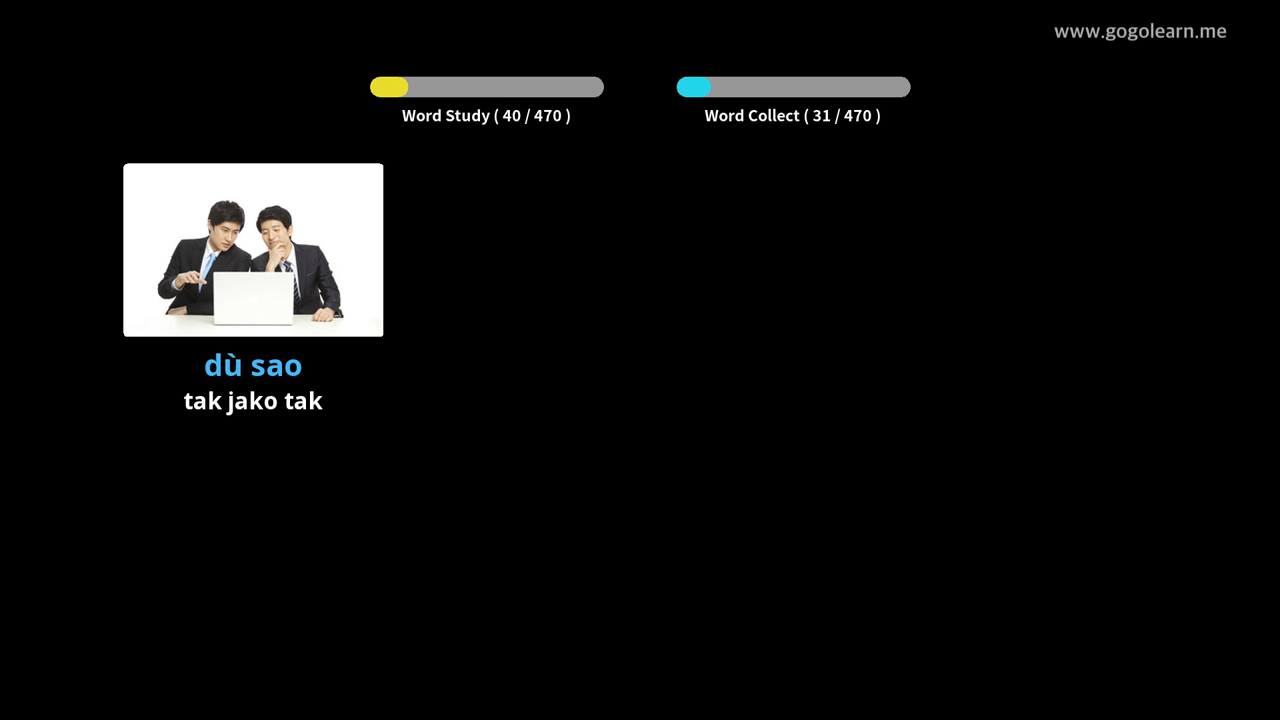 www.gogolearn.me
Word Study ( 40 / 470 )
Word Collect ( 31 / 470 )
dù sao
tak jako tak